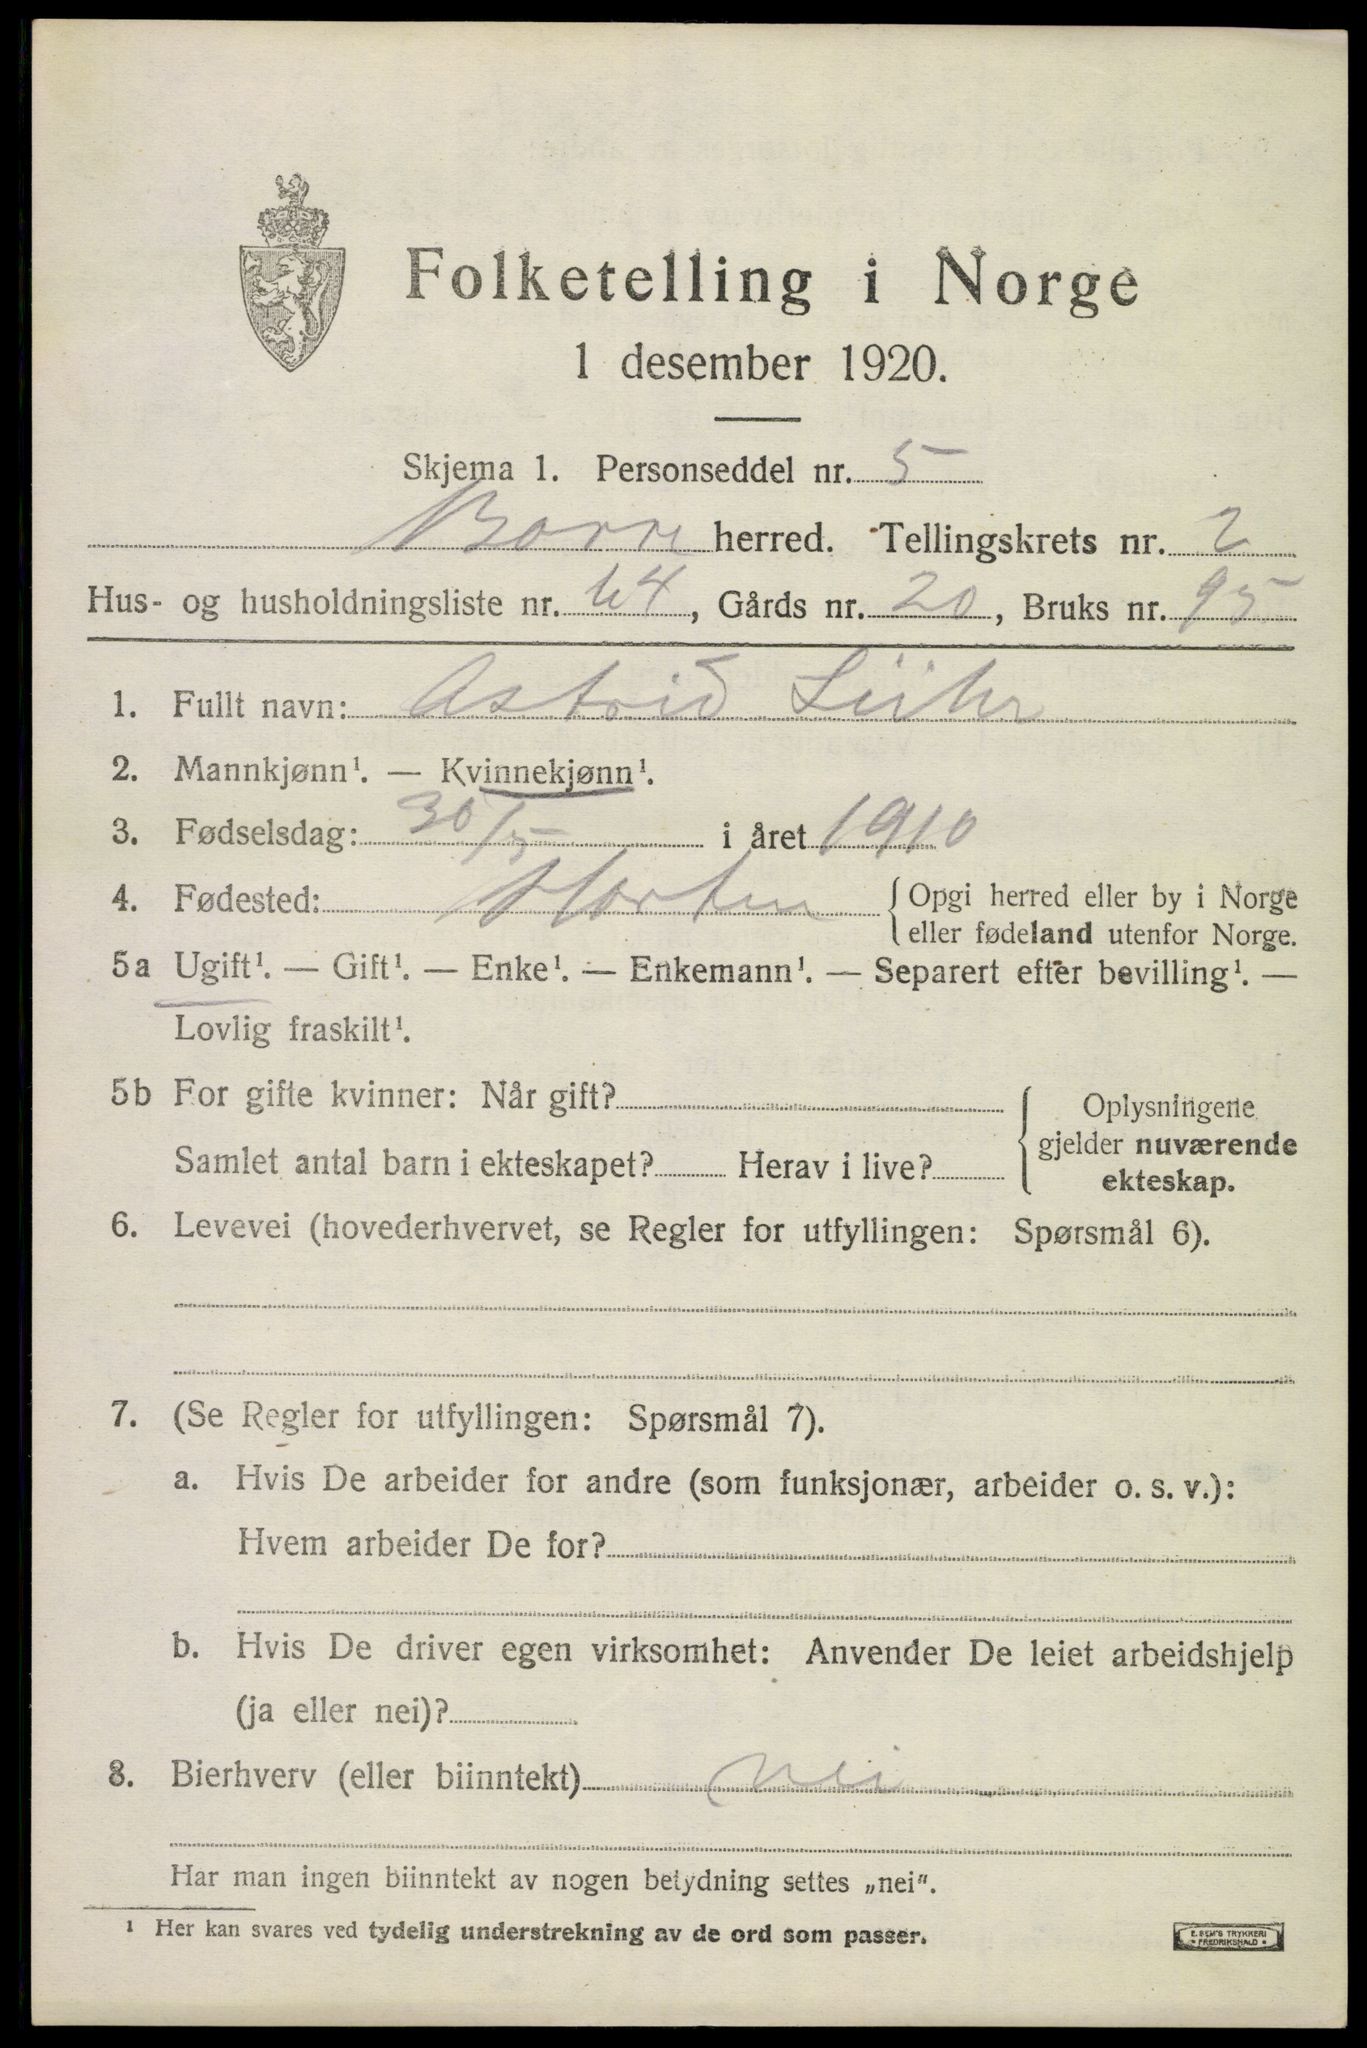 Folketelling i Norge
1 desember 1920.
Skjema 1. Personseddel nr. 5
Borre herred. Tellingskrets nr. 2
Hus- og husholdningsliste nr. 64, Gårds nr. 20, Bruks nr. 95
1. Fullt navn: Astrid Lühr
2. Mannkjønn¹. — Kvinnekjønn¹.
3. Fødselsdag: 30/5 i året 1910
4. Fødested: Horten { Opgi herred eller by i Norge
eller fødeland utenfor Norge.
5a Ugift¹. — Gift¹. — Enke¹. — Enkemann¹. — Separert efter bevilling¹. —
Lovlig fraskilt¹.
5b For gifte kvinner: Når gift?
Samlet antal barn i ekteskapet? Herav i live?
Oplysningene
gjelder nuværende
ekteskap.
6. Levevei (hovederhvervet, se Regler for utfyllingen: Spørsmål 6).
7. (Se Regler for utfyllingen: Spørsmål 7).
a. Hvis De arbeider for andre (som funksjonær, arbeider o. s. v.):
Hvem arbeider De for?
b. Hvis De driver egen virksomhet: Anvender De leiet arbeidshjelp
(ja eller nei)?
8. Bierhverv (eller biinntekt) nei
Har man ingen biinntekt av nogen betydning settes „nei".
¹ Her kan svares ved tydelig understrekning av de ord som passer.
E. SEM'S TRYKKERI
• FREDRIKSHALD •